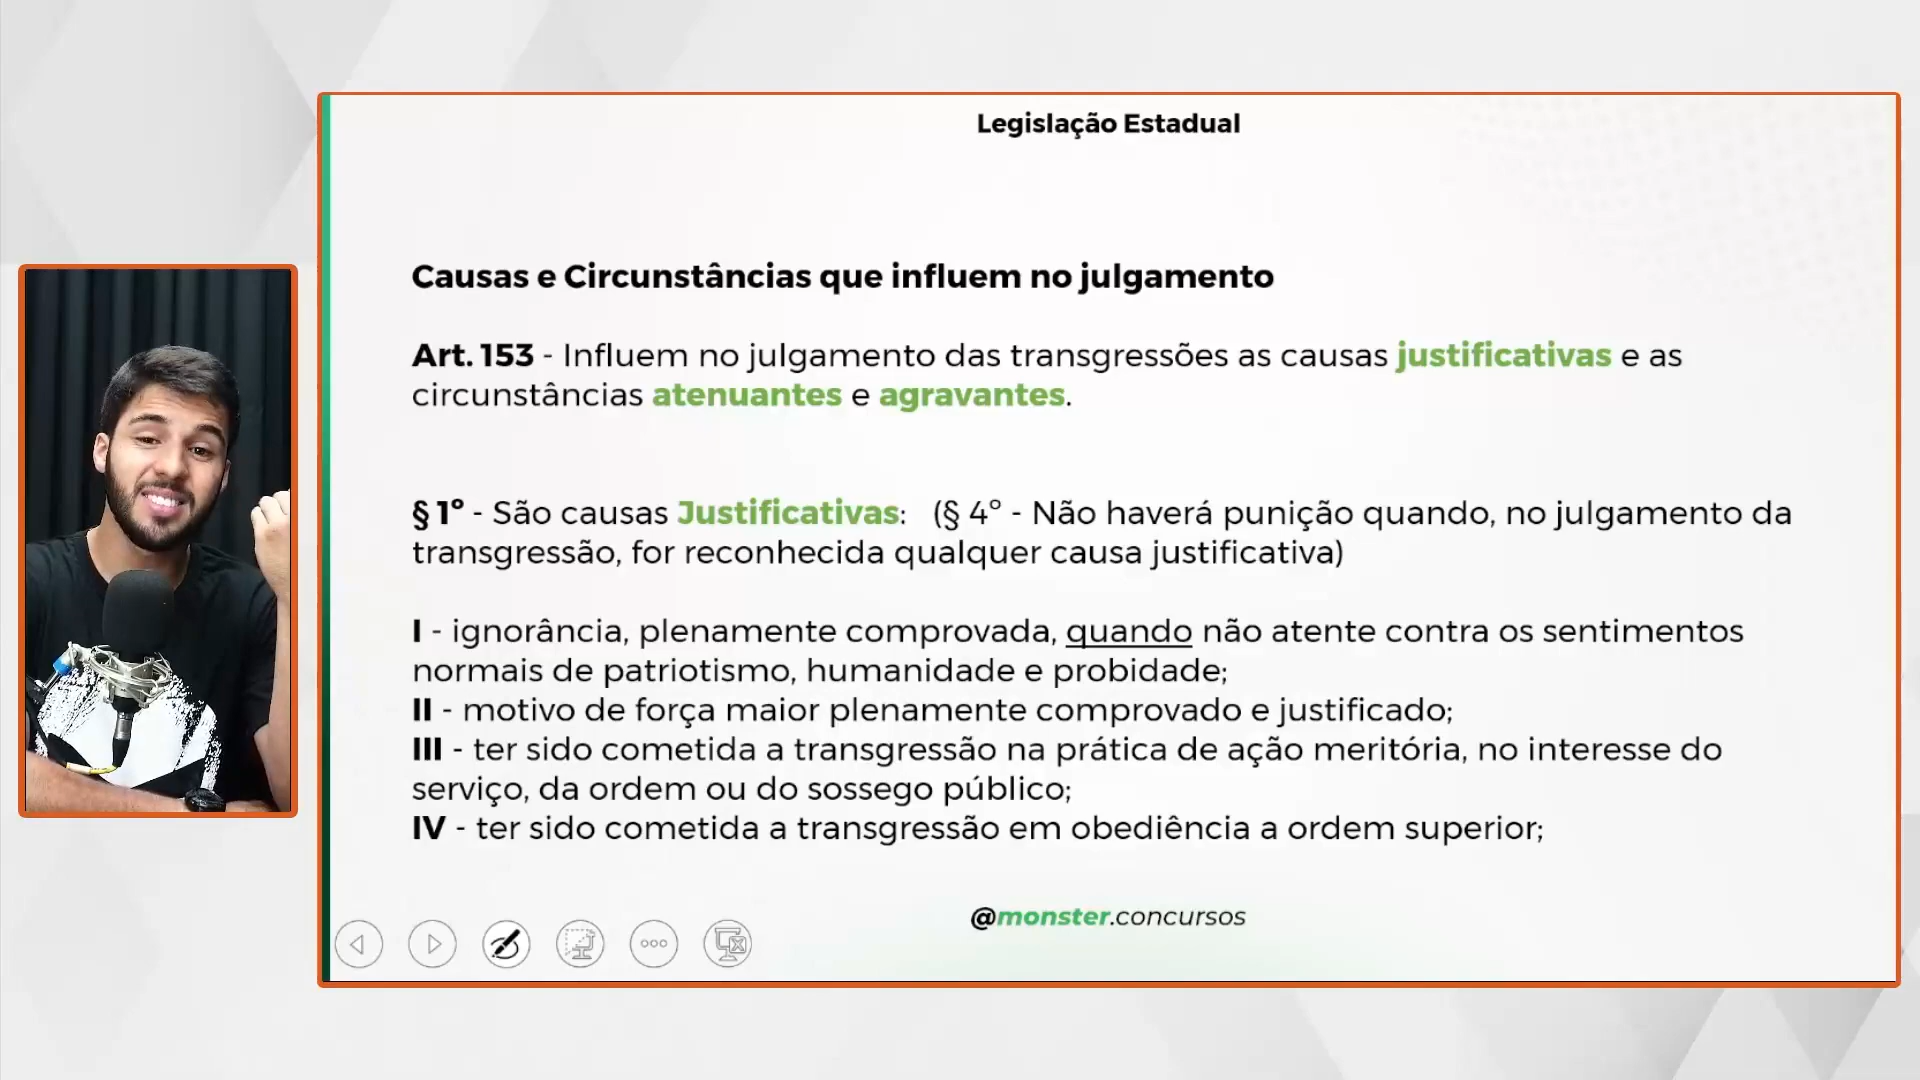 Legislação Estadual
Causas e Circunstâncias que influem no julgamento
Art. 153 - Influem no julgamento das transgressões as causas justificativas e as
circunstâncias atenuantes e agravantes.
§ 1º - São causas Justificativas: (§ 4º - Não haverá punição quando, no julgamento da
transgressão, for reconhecida qualquer causa justificativa)
I - ignorância, plenamente comprovada, quando não atente contra os sentimentos
normais de patriotismo, humanidade e probidade;
II - motivo de força maior plenamente comprovado e justificado;
III - ter sido cometida a transgressão na prática de ação meritória, no interesse do
serviço, da ordem ou do sossego público;
IV - ter sido cometida a transgressão em obediência a ordem superior;
@monster.concursos